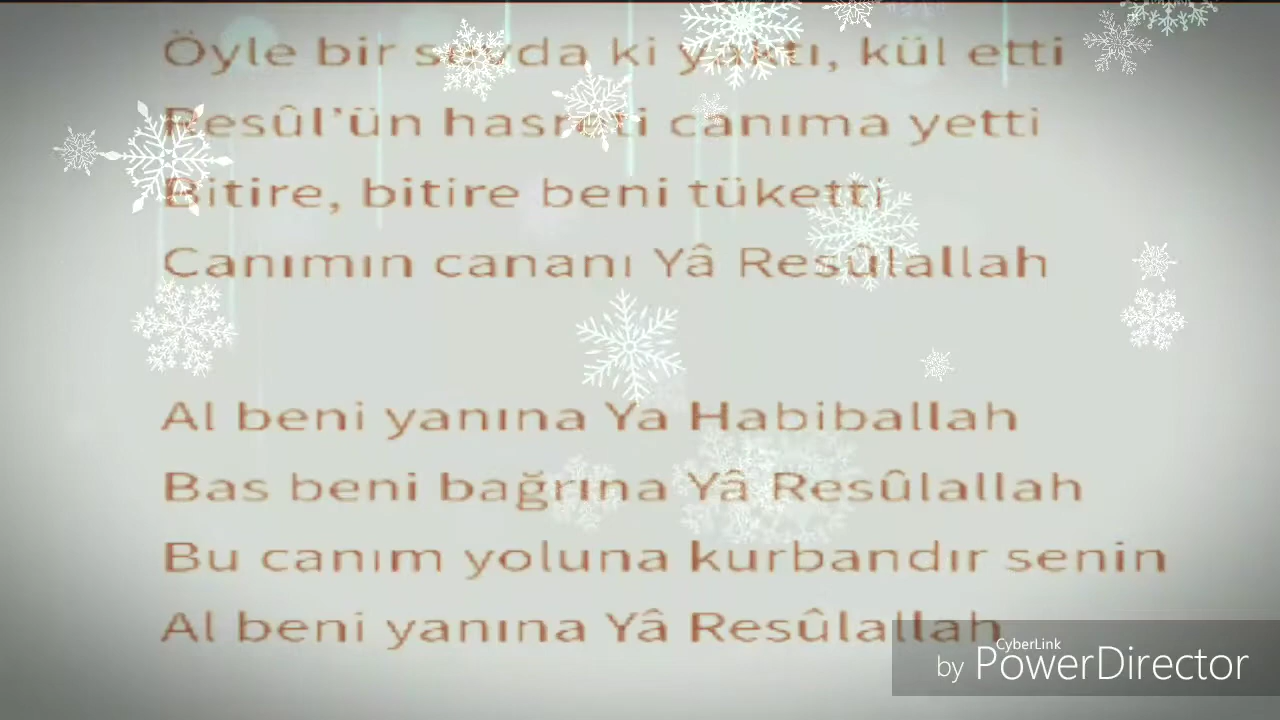 Öyle bir sevda ki yaktı, kül etti
Resûl’ün hasreti canıma yetti
Bitire, bitire beni tüketti
Canımın cananı Yâ Resûlallah
Al beni yanına Ya Habiballah
Bas beni bağrına Yâ Resûlallah
Bu canım yoluna kurbandır senin
Al beni yanına Yâ Resûlallah
CyberLink
by PowerDirector